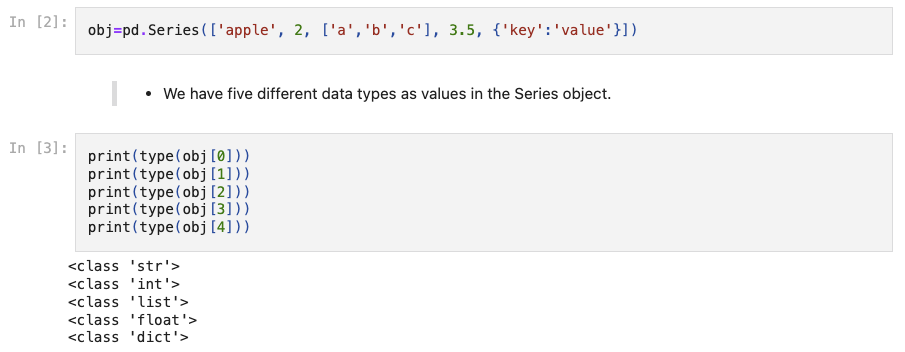 In [2]:
obj=pd.Series(['apple', 2, ['a','b','c'], 3.5, {'key':'value'}])
• We have five different data types as values in the Series object.
In [3]:
print(type(obj[0]))
print(type(obj[1]))
print(type(obj[2]))
print(type(obj[3]))
print(type(obj[4]))
<class 'str'>
<class 'int'>
<class 'list'>
<class 'float'>
<class 'dict'>